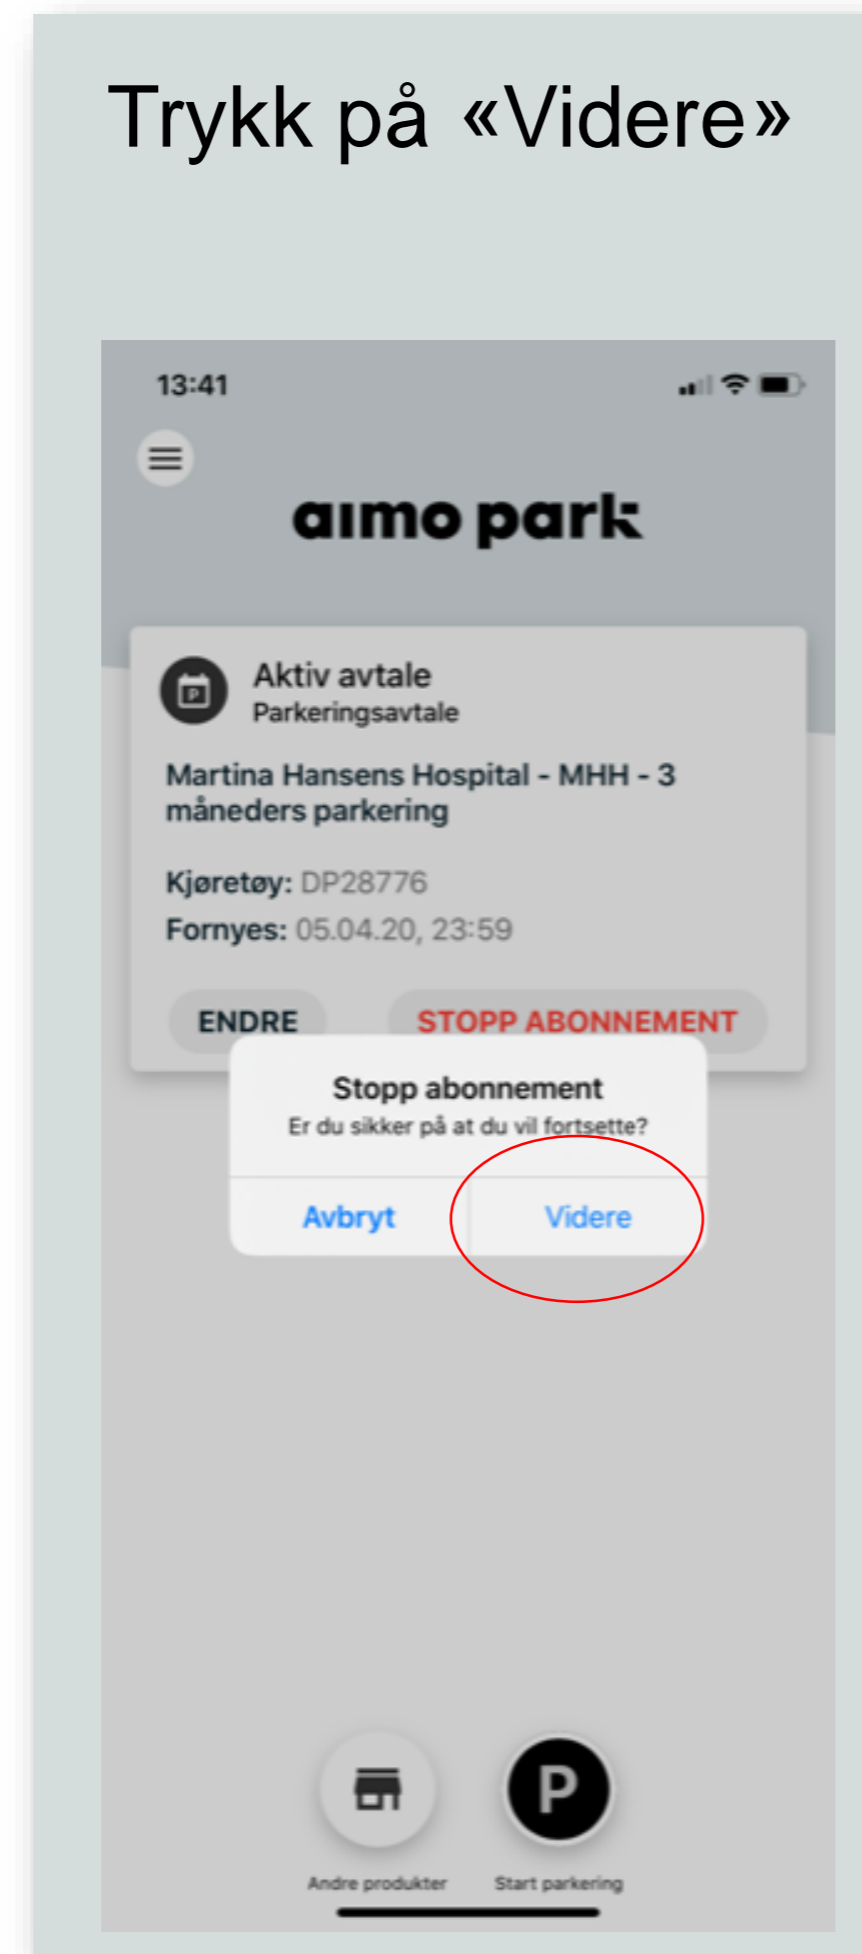 Trykk på «Videre»
13:41
aimo park
Aktiv avtale
Parkeringsavtale
Martina Hansens Hospital - MHH - 3
måneders parkering
Kjøretøy: DP28776
Fornyes: 05.04.20, 23:59
ENDRE STOPP ABONNEMENT
Stopp abonnement
Er du sikker på at du vil fortsette?
Avbryt Videre
P
Andre produkter Start parkering